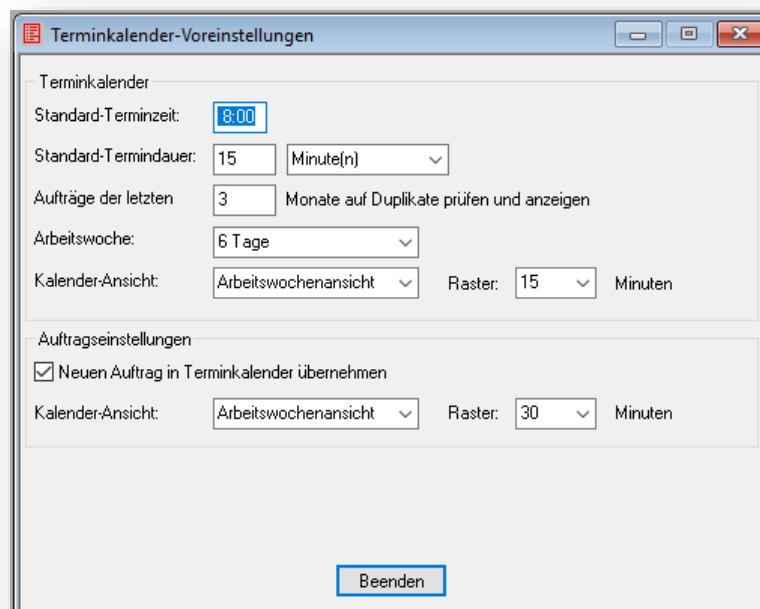 Terminkalender-Voreinstellungen
Terminkalender
Standard-Terminzeit: 8:00
Standard-Termindauer: 15 Minute(n)
Aufträge der letzten 3 Monate auf Duplikate prüfen und anzeigen
Arbeitswoche: 6 Tage
Kalender-Ansicht: Arbeitswochenansicht Raster: 15 Minuten
Auftragseinstellungen
Neuen Auftrag in Terminkalender übernehmen
Kalender-Ansicht: Arbeitswochenansicht Raster: 30 Minuten
Beenden